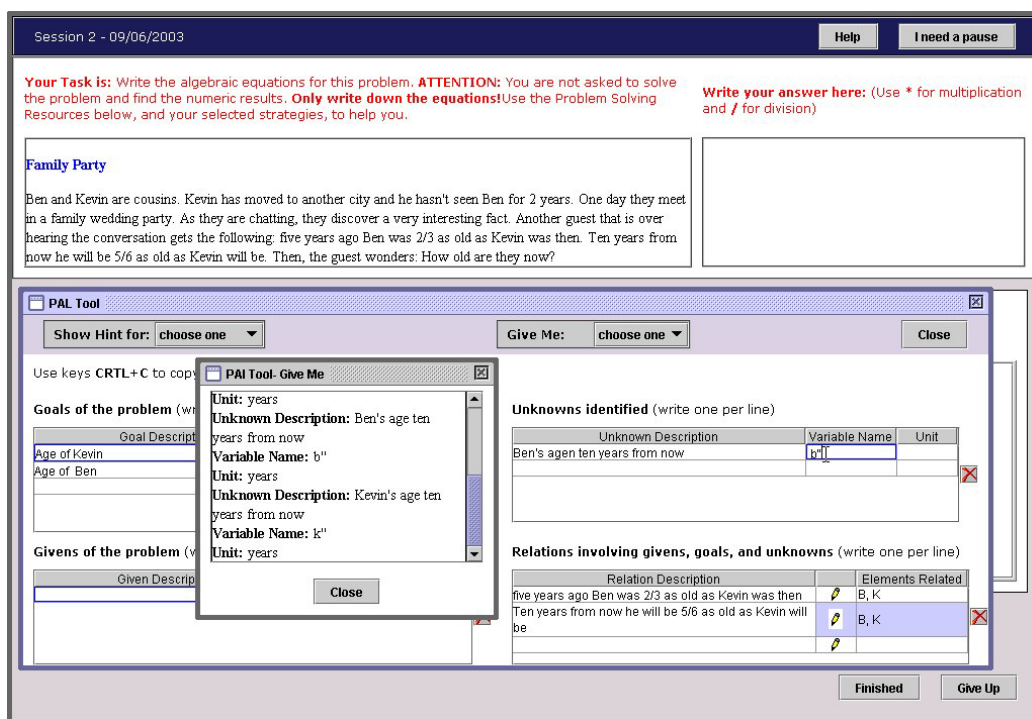 Session 2 - 09/06/2003
Help
I need a pause
Your Task is: Write the algebraic equations for this problem. ATTENTION: You are not asked to solve
the problem and find the numeric results. Only write down the equations!Use the Problem Solving
Resources below, and your selected strategies, to help you.
Write your answer here: (Use * for multiplication
and / for division)
Family Party
Ben and Kevin are cousins. Kevin has moved to another city and he hasn't seen Ben for 2 years. One day they meet
in a family wedding party. As they are chatting, they discover a very interesting fact. Another guest that is over
hearing the conversation gets the following: five years ago Ben was 2/3 as old as Kevin was then. Ten years from
now he will be 5/6 as old as Kevin will be. Then, the guest wonders: How old are they now?
PAL Tool
Show Hint for: choose one
Give Me: choose one
Close
Use keys CRTL+C to copy
Goals of the problem (wr
Goal Descript
Age of Kevin
Age of Ben
PAl Tool- Give Me
Unit: years
Unknown Description: Ben's age ten
years from now
Variable Name: b"
Unit: years
Unknown Description: Kevin's age ten
years from now
Variable Name: k"
Unit: years
Close
Unknowns identified (write one per line)
Unknown Description Variable Name Unit
Ben's agen ten years from now b"
Givens of the problem (v
Given Descrip
Relations involving givens, goals, and unknowns (write one per line)
Relation Description Elements Related
five years ago Ben was 2/3 as old as Kevin was then B, K
Ten years from now he will be 5/6 as old as Kevin will
be B, K
Finished
Give Up